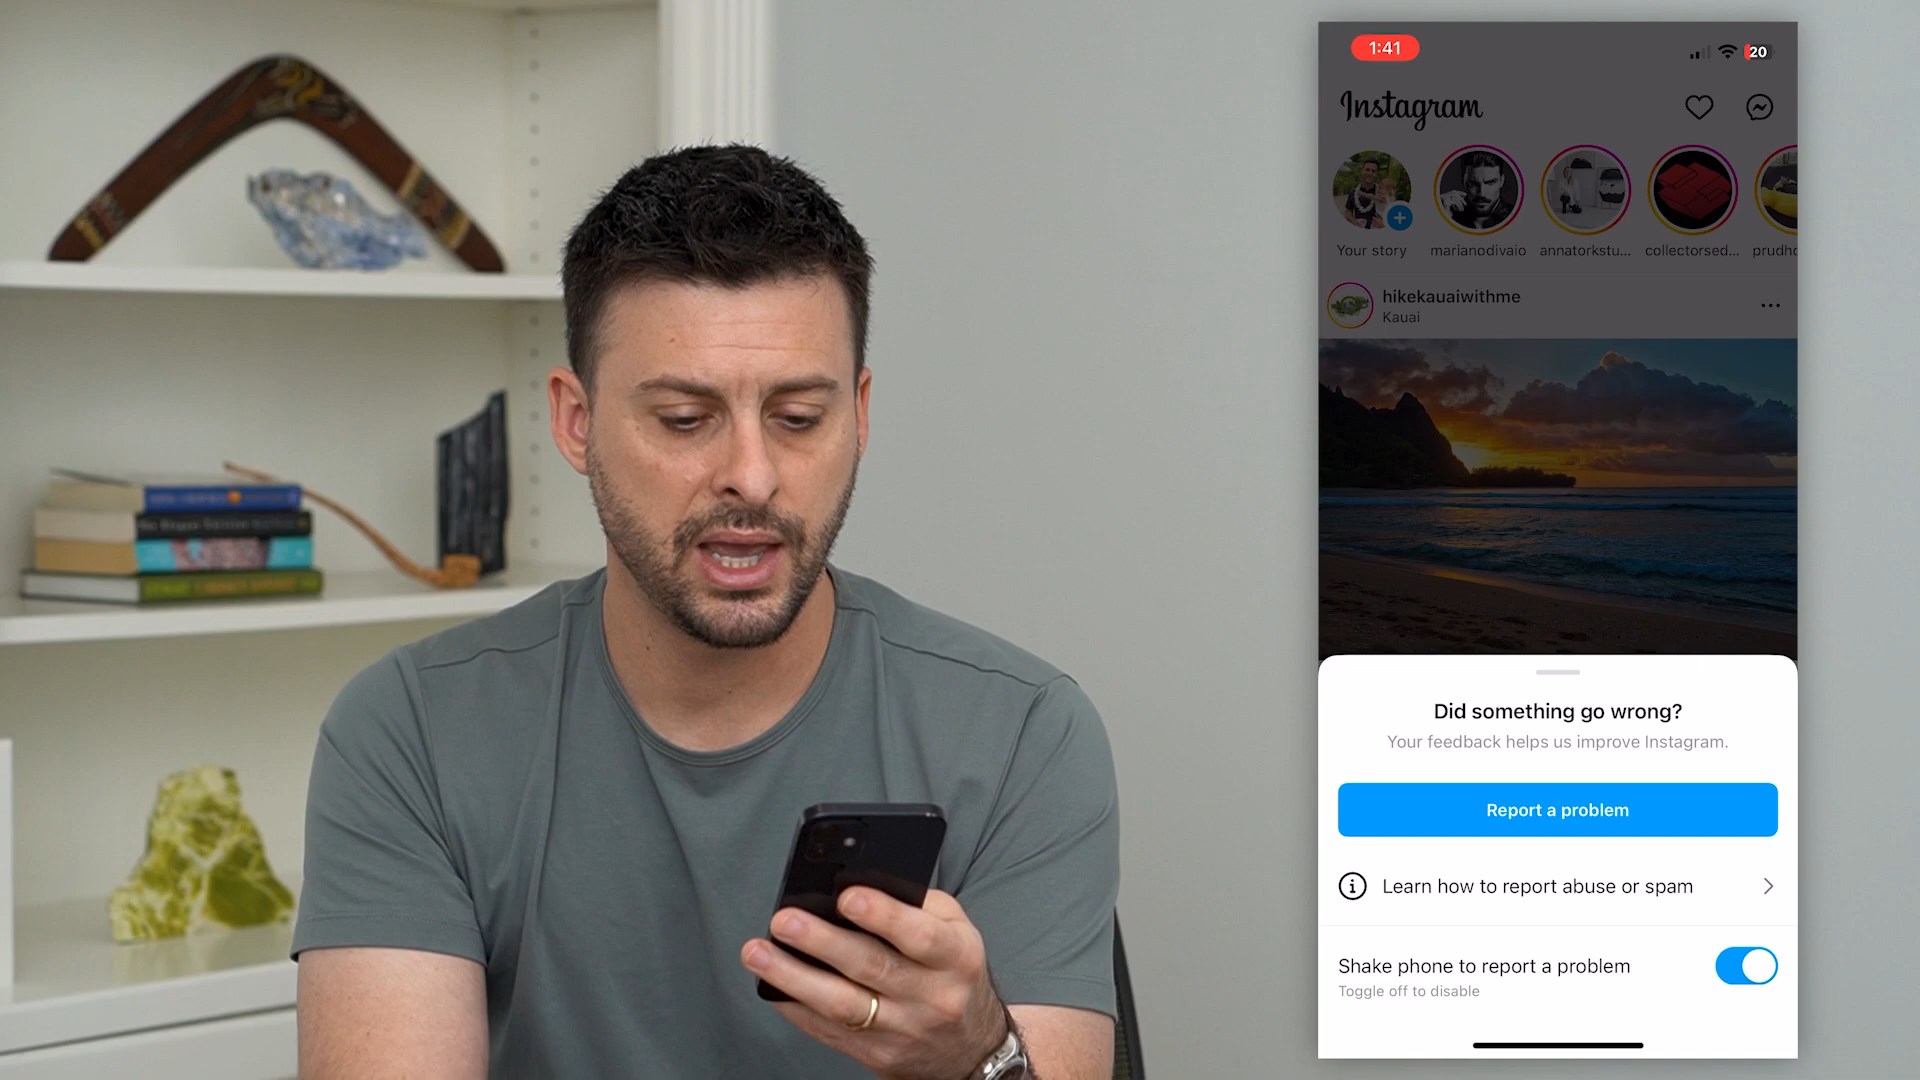 1:41
20
Instagram
Your story
marianodivaio
annatorkstu...
collectorsed...
prudhc
hikekauaiwithme
Kauai
Did something go wrong?
Your feedback helps us improve Instagram.
Report a problem
Learn how to report abuse or spam
Shake phone to report a problem
Toggle off to disable